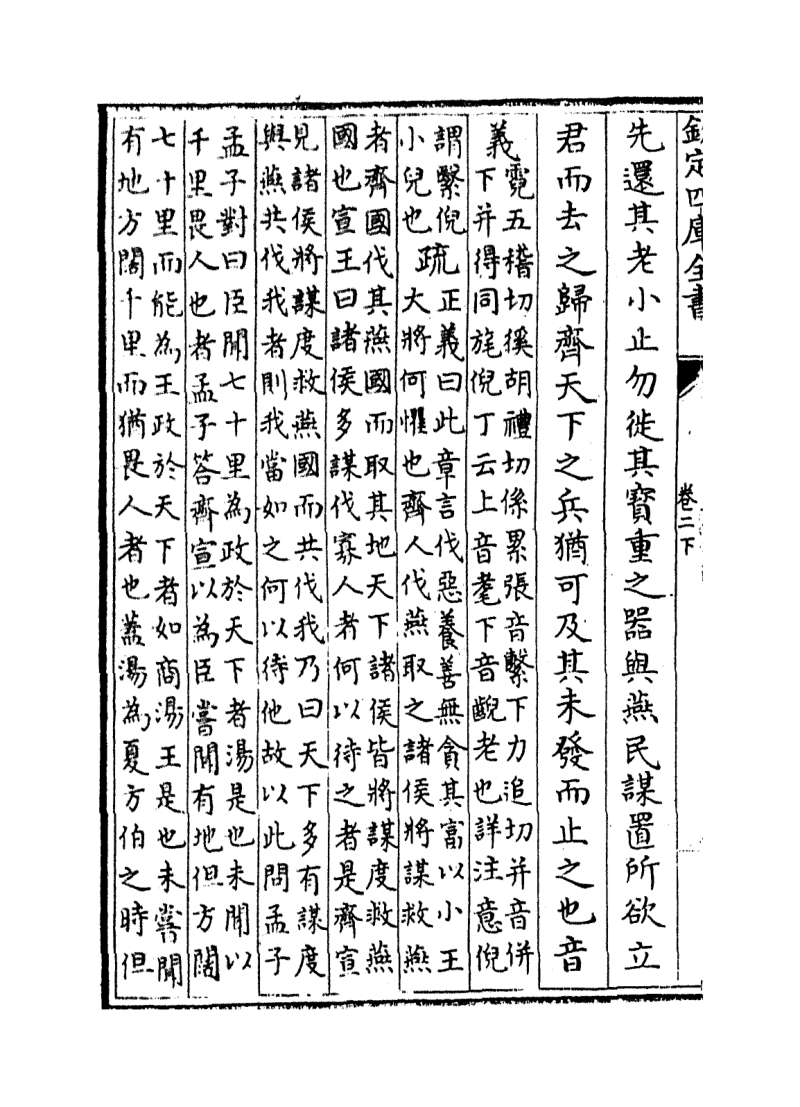 欽定四庫全書
卷二下
先還其老小止勿徙其寳重之器與燕民謀置所欲立
君而去之歸齊天下之兵猶可及其未發而止之也音
義霓五稽切徯胡禮切係累張音繫下力追切并音併
下并得同旄倪丁云上音耄下音齯老也詳注意倪
謂繄倪
小兒也
疏正義曰此章言伐惡養善無貪其富以小王
大將何懼也齊人伐燕取之諸侯將謀救燕
者齊國伐其燕國而取其地天下諸侯皆將謀度救燕
國也宣王曰諸侯多謀伐寡人者何以待之者是齊宣
見諸侯將謀度救燕國而共伐我乃曰天下多有謀度
與燕共伐我者則我當如之何以待他故以此問孟子
孟子對曰臣聞七十里為政於天下者湯是也未聞以
千里畏人也者孟子答齊宣以為臣嘗聞有地但方闊
七十里而能為王政於天下者如商湯王是也未嘗聞
有地方闊千里而猶畏人者也蓋湯為夏方伯之時但